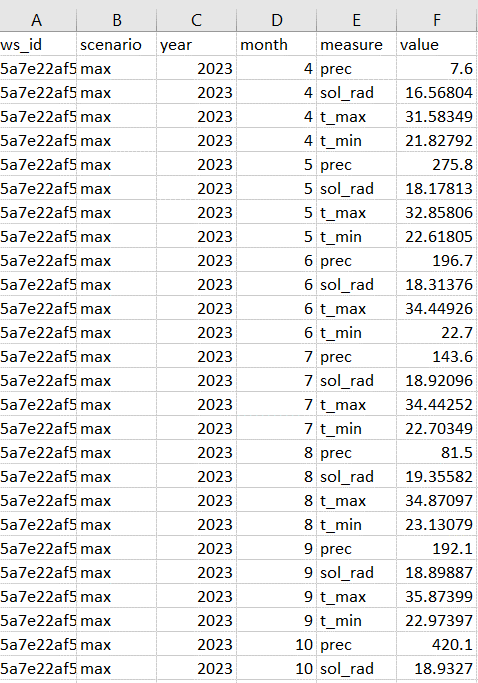 A B C D E F
ws_id scenario year month measure value
5a7e22af5 max 2023 4 prec 7.6
5a7e22af5 max 2023 4 sol_rad 16.56804
5a7e22af5 max 2023 4 t_max 31.58349
5a7e22af5 max 2023 4 t_min 21.82792
5a7e22af5 max 2023 5 prec 275.8
5a7e22af5 max 2023 5 sol_rad 18.17813
5a7e22af5 max 2023 5 t_max 32.85806
5a7e22af5 max 2023 5 t_min 22.61805
5a7e22af5 max 2023 6 prec 196.7
5a7e22af5 max 2023 6 sol_rad 18.31376
5a7e22af5 max 2023 6 t_max 34.44926
5a7e22af5 max 2023 6 t_min 22.7
5a7e22af5 max 2023 7 prec 143.6
5a7e22af5 max 2023 7 sol_rad 18.92096
5a7e22af5 max 2023 7 t_max 34.44252
5a7e22af5 max 2023 7 t_min 22.70349
5a7e22af5 max 2023 8 prec 81.5
5a7e22af5 max 2023 8 sol_rad 19.35582
5a7e22af5 max 2023 8 t_max 34.87097
5a7e22af5 max 2023 8 t_min 23.13079
5a7e22af5 max 2023 9 prec 192.1
5a7e22af5 max 2023 9 sol_rad 18.89887
5a7e22af5 max 2023 9 t_max 35.87399
5a7e22af5 max 2023 9 t_min 22.97397
5a7e22af5 max 2023 10 prec 420.1
5a7e22af5 max 2023 10 sol_rad 18.9327